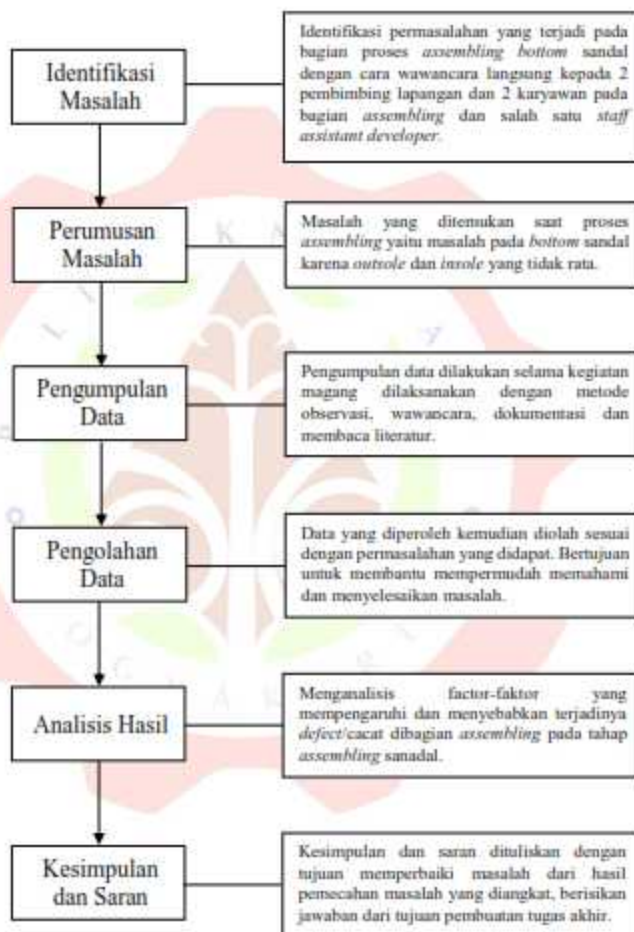 Identifikasi
Masalah
Identifikasi permasalahan yang terjadi pada
bagian proses assembling bottom sandal
dengan cara wawancara langsung kepada 2
pembimbing lapangan dan 2 karyawan pada
bagian assembling dan salah satu staff
assistant developer.
Perumusan
Masalah
Masalah yang ditemukan saat proses
assembling yaitu masalah pada bottom sandal
karena outsole dan insole yang tidak rata.
Pengumpulan
Data
Pengumpulan data dilakukan selama kegiatan
magang dilaksanakan dengan metode
observasi, wawancara, dokumentasi dan
membaca literatur.
Pengolahan
Data
Data yang diperoleh kemudian diolah sesuai
dengan permasalahan yang didapat. Bertujuan
untuk membantu mempermudah memahami
dan menyelesaikan masalah.
Analisis Hasil
Menganalisis factor-faktor yang
mempengaruhi dan menyebabkan terjadinya
defect/cacat dibagian assembling pada tahap
assembling sanadal.
Kesimpulan
dan Saran
Kesimpulan dan saran dituliskan dengan
tujuan memperbaiki masalah dari hasil
pemecahan masalah yang diangkat, berisikan
jawaban dari tujuan pembuatan tugas akhir.